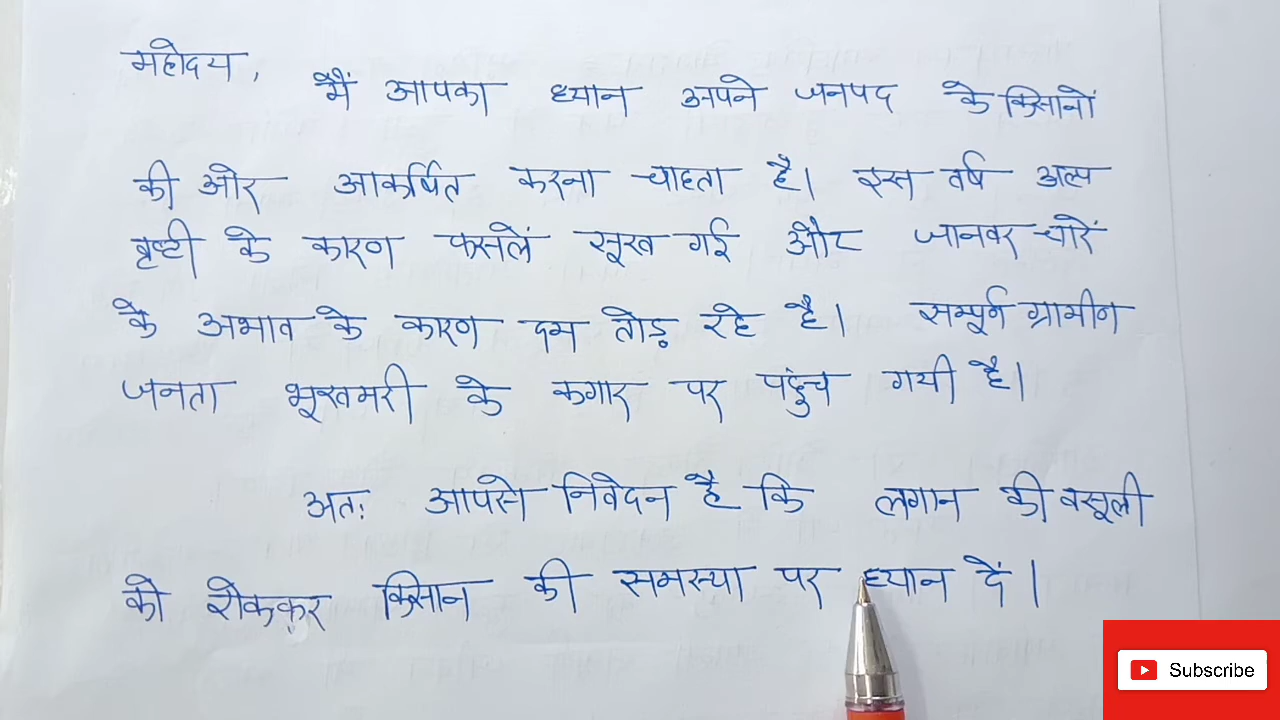 महोदय,
मैं आपका ध्यान अपने जनपद के किसानों
की ओर आकर्षित करना चाहता है। इस वर्ष अल्प
वृष्टी के कारण फसलें सूख गई और जानवर चारें
के अभाव के कारण दम तोड़ रहे है। सम्पूर्ण ग्रामीण
जनता भूखमरी के कगार पर पहुंच गयी है।
अतः आपसे निवेदन है कि लगान की वसूली
को रोककर किसान की समस्या पर ध्यान दें।
Subscribe